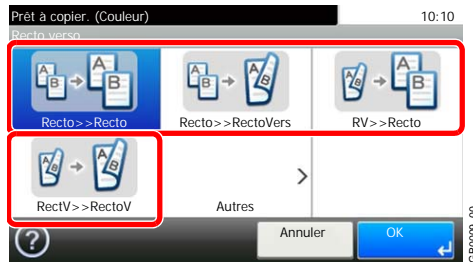 Prêt à copier. (Couleur) 10:10
Recto verso
A B A B
A B A B
A B A B
Recto>>Recto Recto>>RectoVers RV>>Recto
A B A B
RectV>>RectoV Autres
? Annuler OK